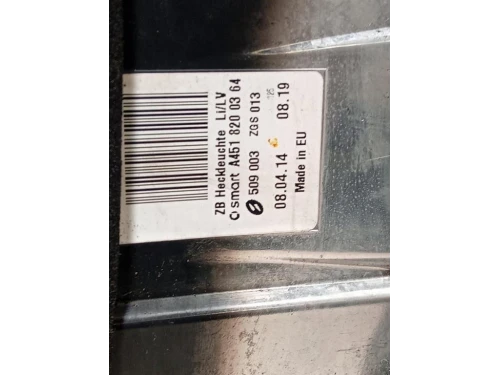 ZB Heckleuchte Li/LV
smart A451 820 03 64
509 003 ZGS 013
08.04.14 08.19
Made in EU